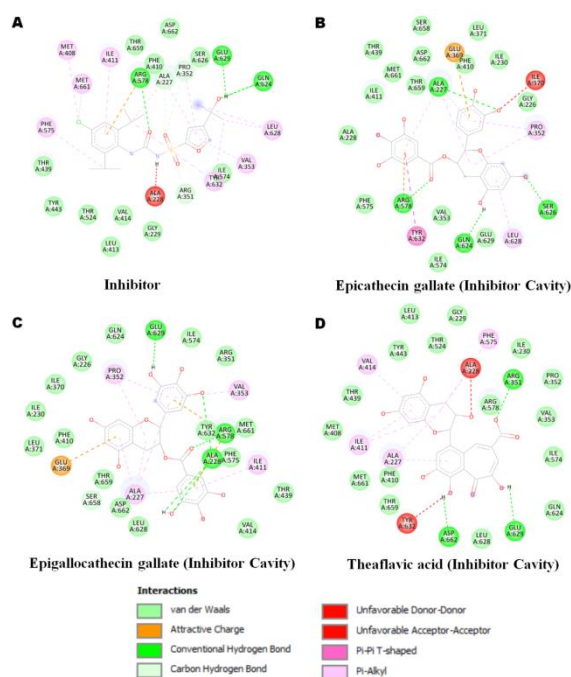 A
ASP
A:662
THR
A:659
MET
A:408
ILE
A:411
PHE
A:410
SER
A:626
GLU
A:629
ARG
A:578
ALA
A:227
PRO
A:352
GLN
A:624
MET
A:661
PHE
A:575
LEU
A:628
VAL
A:353
THR
A:439
TYR
A:632
ILE
A:574
ARG
A:351
TYR
A:443
THR
A:524
VAL
A:414
GLY
A:229
LEU
A:413
Inhibitor
B
SER
A:658
LEU
A:371
THR
A:439
ASP
A:662
GLU
A:369
PHE
A:410
ILE
A:230
MET
A:661
THR
A:659
ALA
A:227
ILE
A:370
ILE
A:411
GLY
A:226
ALA
A:228
PRO
A:352
PHE
A:575
ARG
A:578
VAL
A:353
SER
A:626
TYR
A:632
GLN
A:624
GLU
A:629
LEU
A:628
ILE
A:574
Epicathecin gallate (Inhibitor Cavity)
C
GLN
A:624
GLU
A:629
ILE
A:574
GLY
A:226
PRO
A:352
ARG
A:351
ILE
A:370
VAL
A:353
ILE
A:230
TYR
A:632
ARG
A:578
MET
A:661
LEU
A:371
PHE
A:410
ALA
A:228
PHE
A:575
ILE
A:411
GLU
A:369
THR
A:659
ALA
A:227
SER
A:658
ASP
A:662
THR
A:439
LEU
A:628
VAL
A:414
Epigallocathecin gallate (Inhibitor Cavity)
D
LEU
A:413
GLY
A:229
PHE
A:575
TYR
A:443
THR
A:524
ILE
A:230
VAL
A:414
ALA
A:228
ARG
A:351
PRO
A:352
THR
A:439
ARG
A:578
VAL
A:353
MET
A:408
ILE
A:411
ALA
A:227
ILE
A:574
MET
A:661
PHE
A:410
THR
A:659
GLN
A:624
TYR
A:632
ASP
A:662
LEU
A:628
GLU
A:629
Theaflavic acid (Inhibitor Cavity)
Interactions
van der Waals
Attractive Charge
Conventional Hydrogen Bond
Carbon Hydrogen Bond
Unfavorable Donor-Donor
Unfavorable Acceptor-Acceptor
Pi-Pi T-shaped
Pi-Alkyl